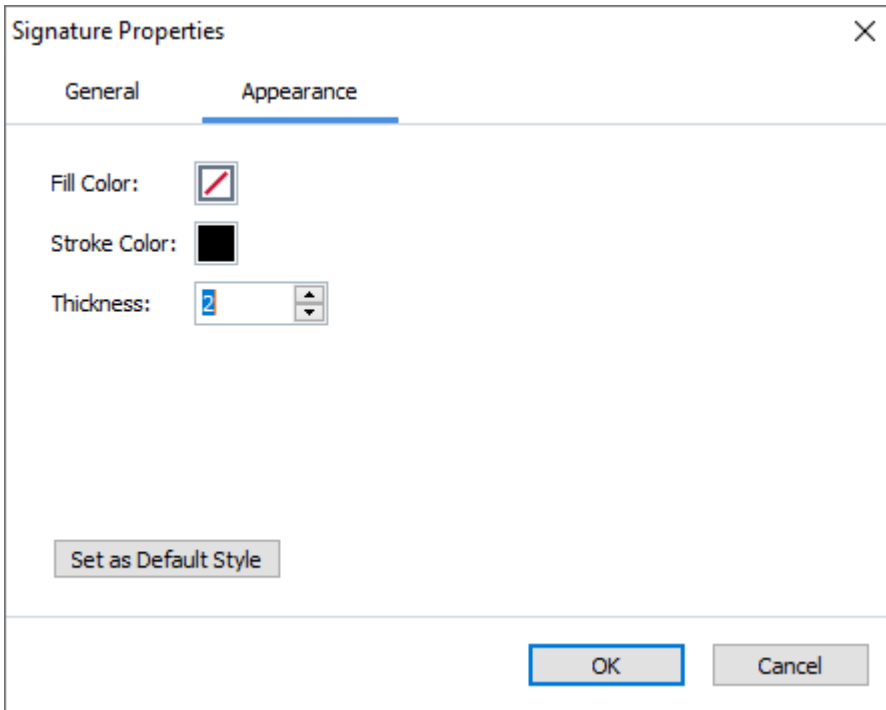 Signature Properties
General Appearance
Fill Color:
Stroke Color:
Thickness: 2
Set as Default Style
OK Cancel